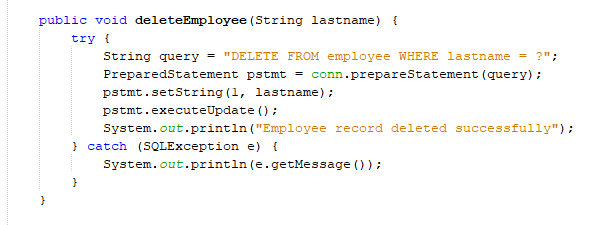 public void deleteEmployee(String lastname) {
try {
String query = "DELETE FROM employee WHERE lastname = ?";
PreparedStatement pstmt = conn.prepareStatement(query);
pstmt.setString(1, lastname);
pstmt.executeUpdate();
System.out.println("Employee record deleted successfully");
} catch (SQLException e) {
System.out.println(e.getMessage());
}
}